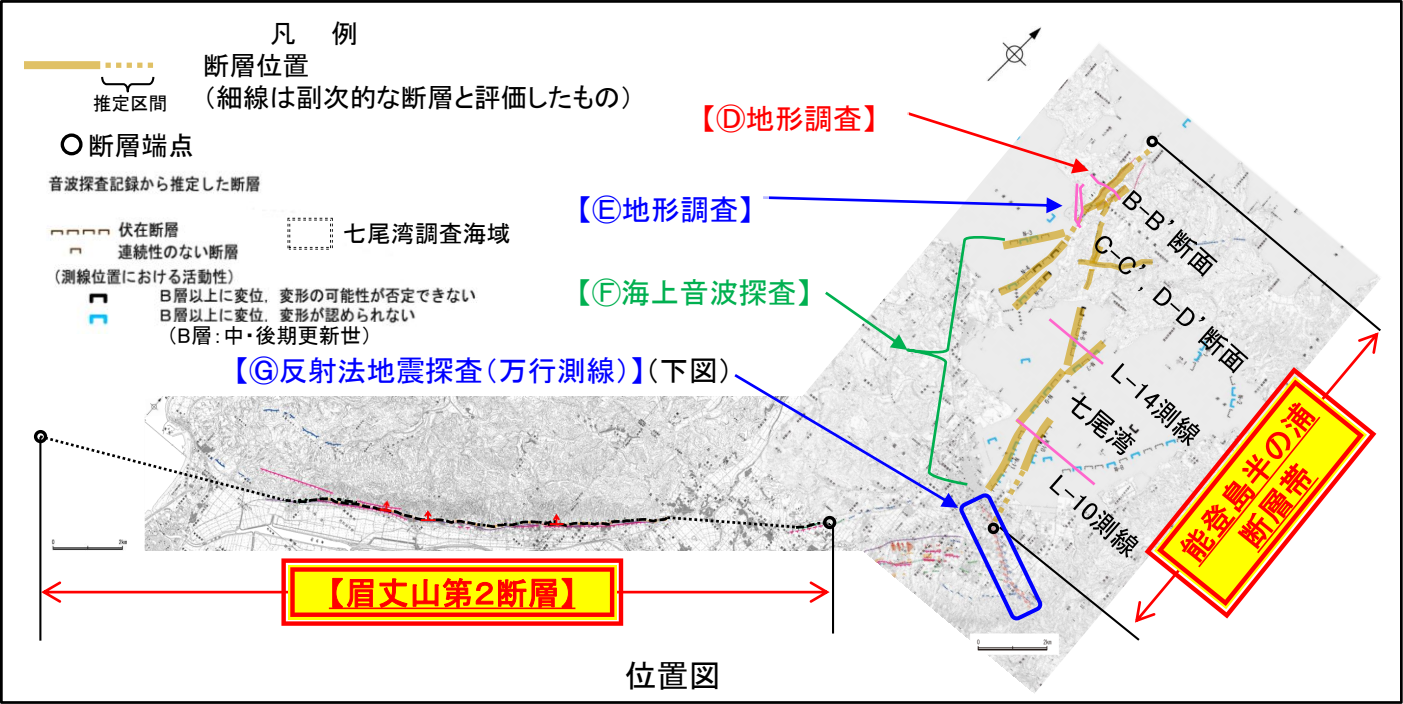 凡　例
断層位置
(細線は副次的な断層と評価したもの)
推定区間
断層端点
音波探査記録から推定した断層
伏在断層
連続性のない断層
七尾湾調査海域
(測線位置における活動性)
B層以上に変位，変形の可能性が否定できない
B層以上に変位，変形が認められない
(B層:中・後期更新世)
【Ⓓ地形調査】
【Ⓔ地形調査】
【Ⓕ海上音波探査】
【Ⓖ反射法地震探査(万行測線)】(下図)
B-B’断面
C-C’, D-D’断面
L-14測線
七尾湾
L-10測線
N-3
能登島半の浦
断層帯
【眉丈山第2断層】
2km
2km
位置図